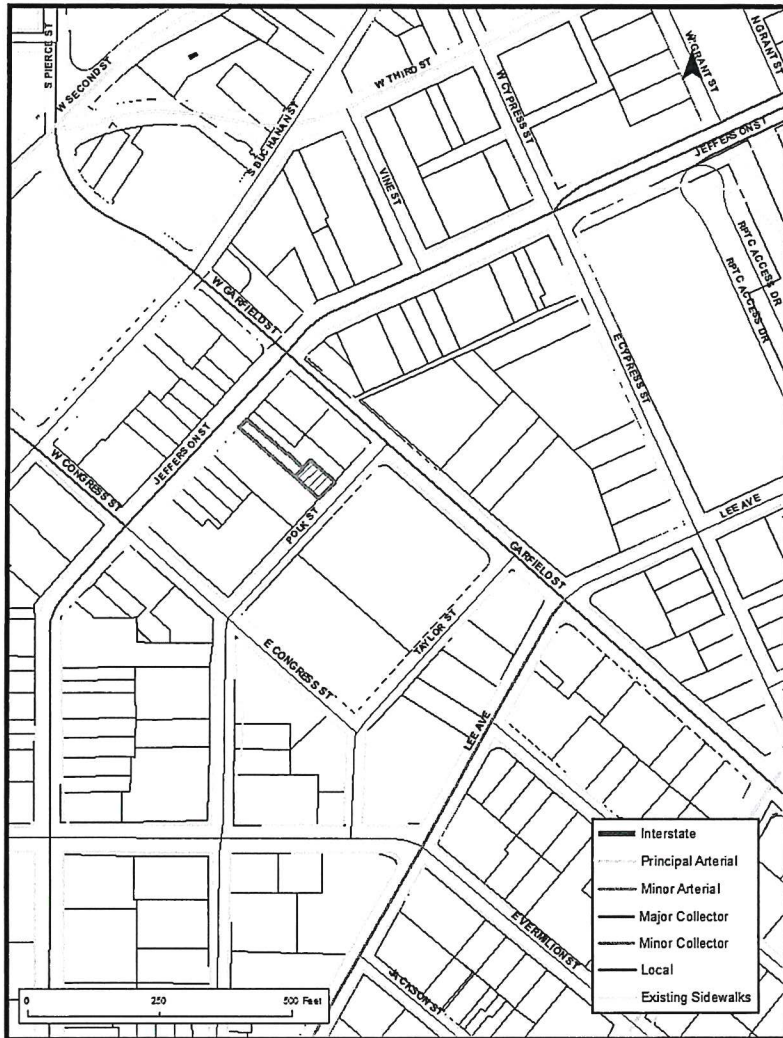 S PIERCE ST
W SECOND ST
S BUCHANAN ST
W THIRD ST
W CYPRESS ST
W GRANT ST
N GRANT ST
JEFFERSON ST
VINE ST
RPTC ACCESS DR
RPTC ACCESS DR
W GARFIELD ST
E CYPRESS ST
W CONGRESS ST
JEFFERSON ST
POLK ST
LEE AVE
GARFIELD ST
TAYLOR ST
E CONGRESS ST
LEE AVE
E VERMILION ST
JACKSON ST
Interstate
Principal Arterial
Minor Arterial
Major Collector
Minor Collector
Local
Existing Sidewalks
0 250 500 Feet